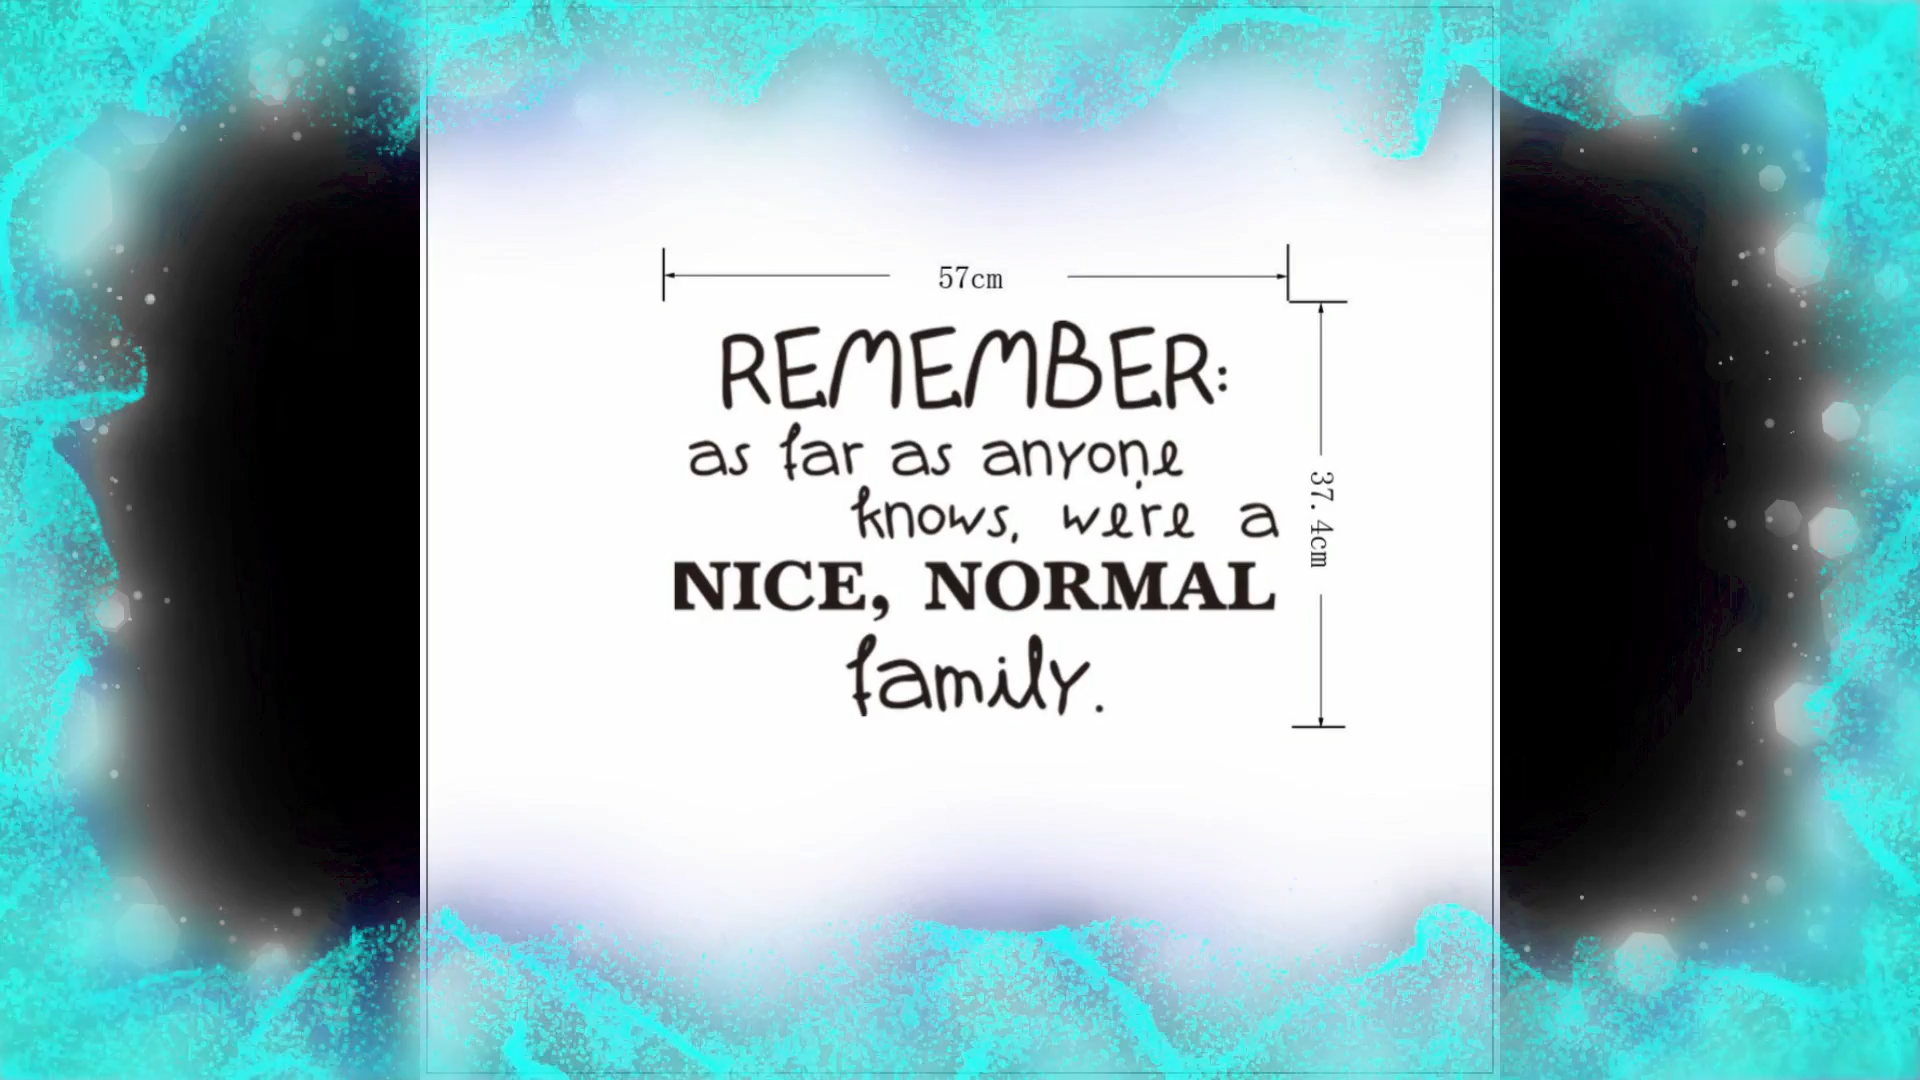 57cm
REMEMBER:
as far as anyone
knows, we're a
37.4cm
NICE, NORMAL
family.